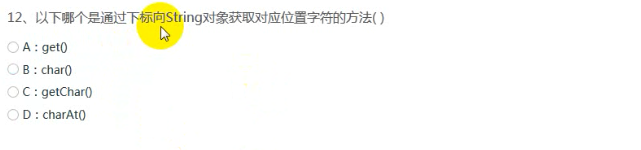 12、以下哪个是通过下标向String对象获取对应位置字符的方法( )
A：get()
B：char()
C：getChar()
D：charAt()